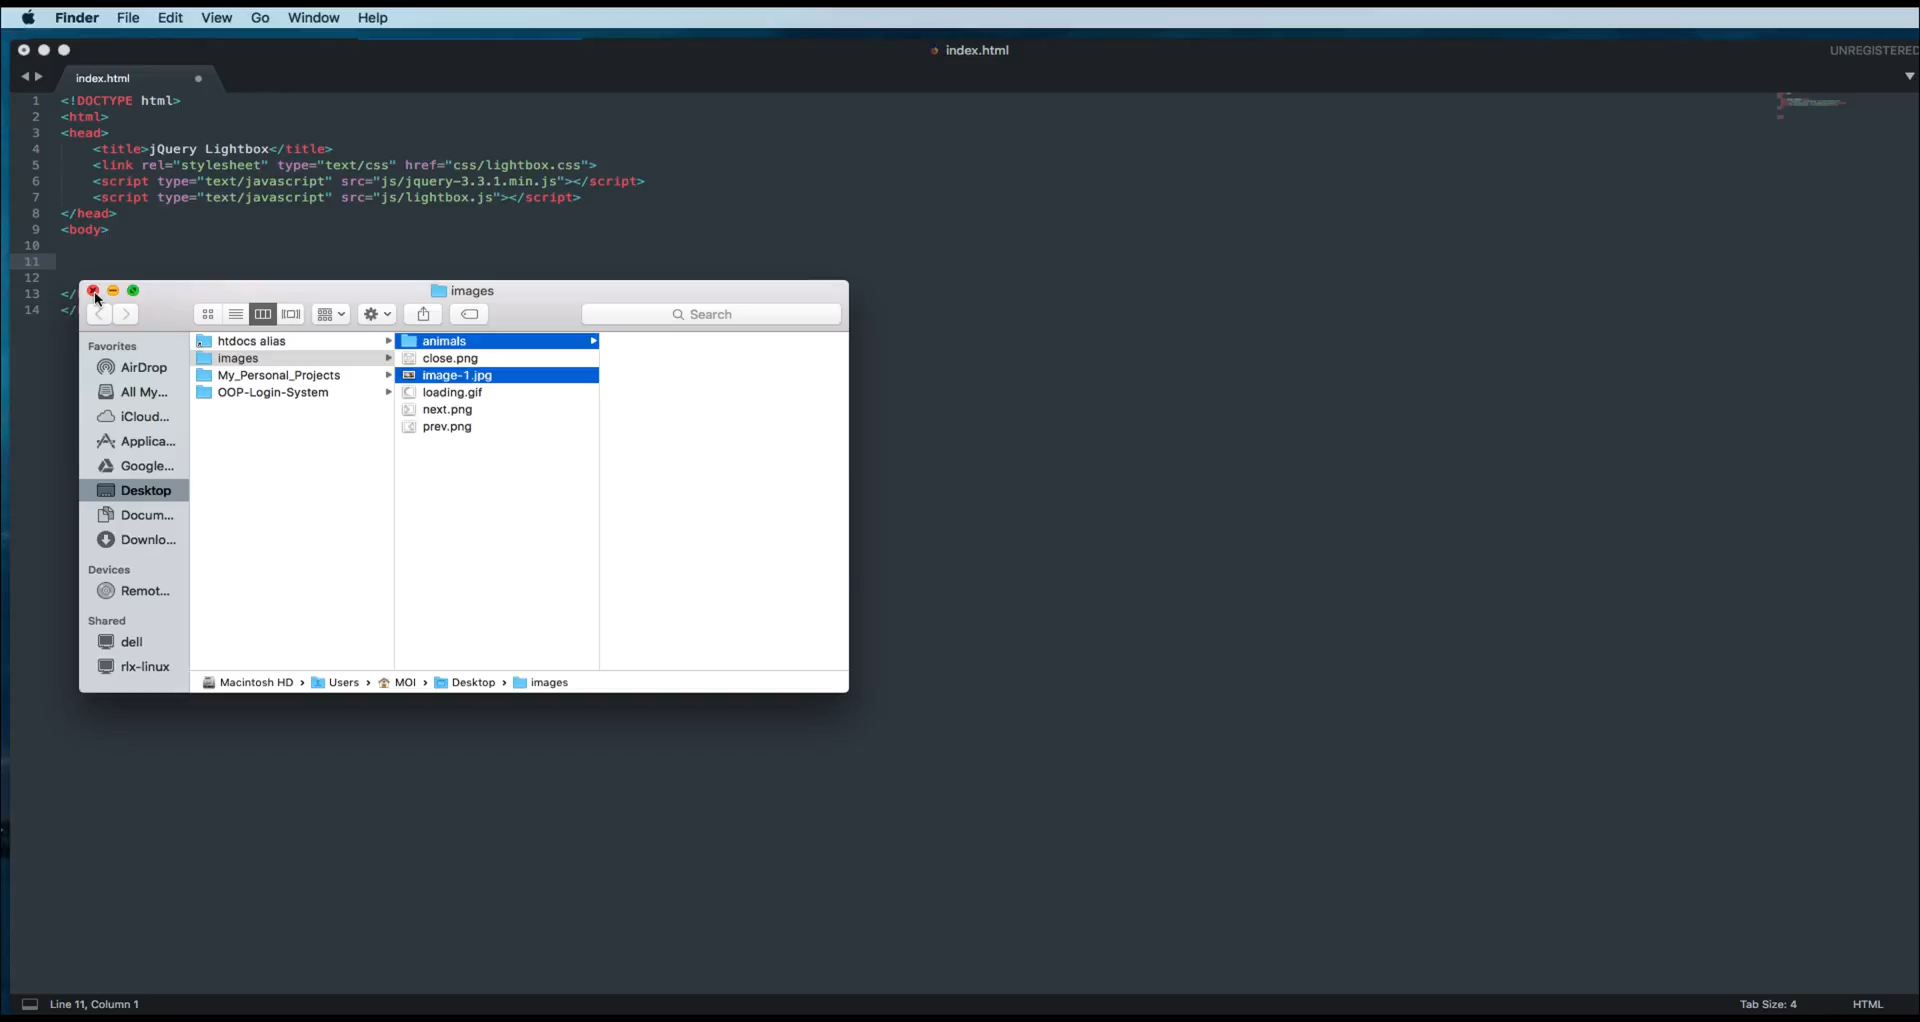 Finder File Edit View Go Window Help
index.html
UNREGISTERED
index.html
1 <!DOCTYPE html>
2 <html>
3 <head>
4 <title>jQuery Lightbox</title>
5 <link rel="stylesheet" type="text/css" href="css/lightbox.css">
6 <script type="text/javascript" src="js/jquery-3.3.1.min.js"></script>
7 <script type="text/javascript" src="js/lightbox.js"></script>
8 </head>
9 <body>
10
11
12
13 </
14 </
images
Search
Favorites
AirDrop
All My...
iCloud...
Applica...
Google...
Desktop
Docum...
Downlo...
Devices
Remot...
Shared
dell
rlx-linux
htdocs alias
images
My_Personal_Projects
OOP-Login-System
animals
close.png
image-1.jpg
loading.gif
next.png
prev.png
Macintosh HD › Users › MOI › Desktop › images
Line 11, Column 1
Tab Size: 4
HTML